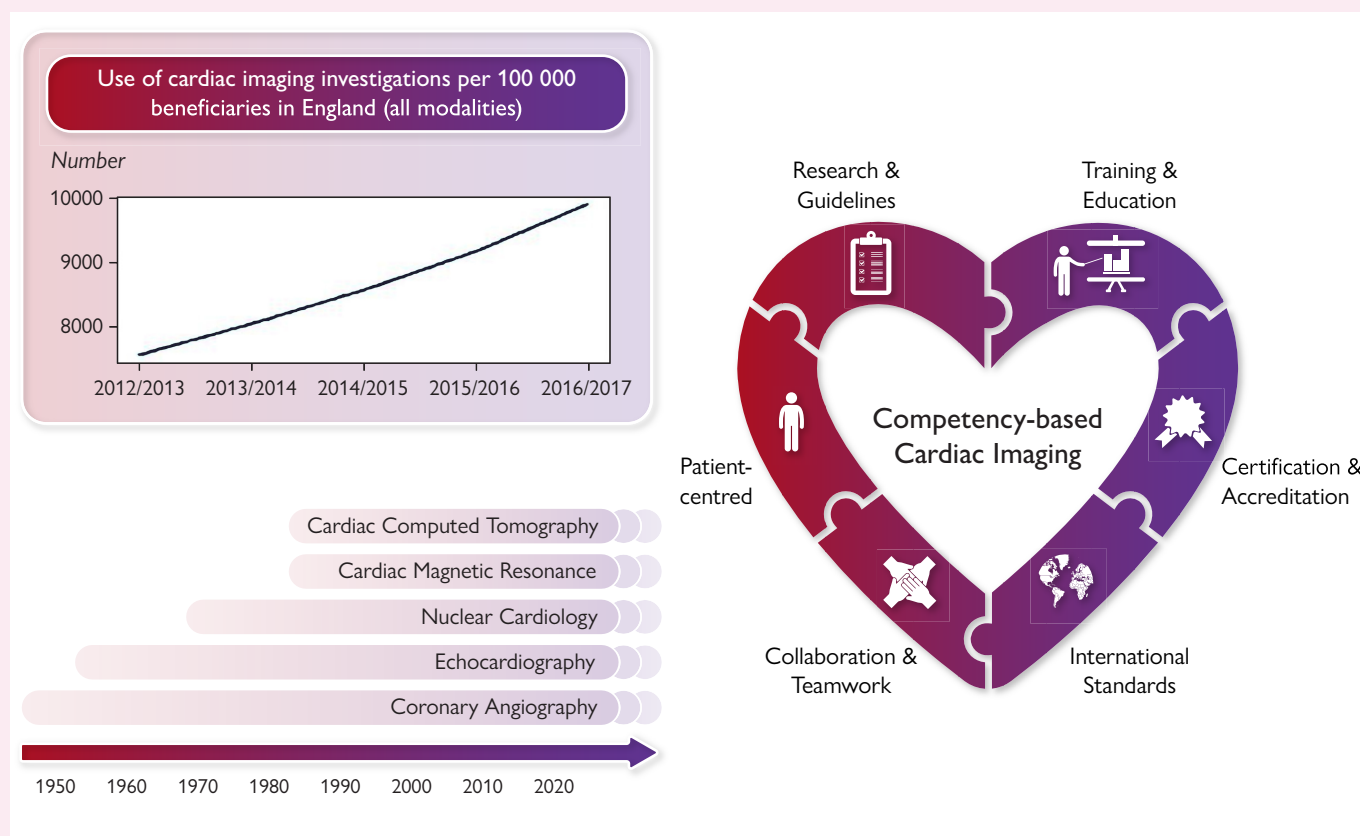 Use of cardiac imaging investigations per 100 000
beneficiaries in England (all modalities)
Number
10000
9000
8000
2012/2013 2013/2014 2014/2015 2015/2016 2016/2017
Cardiac Computed Tomography
Cardiac Magnetic Resonance
Nuclear Cardiology
Echocardiography
Coronary Angiography
1950 1960 1970 1980 1990 2000 2010 2020
Research &
Guidelines
Training &
Education
Competency-based
Cardiac Imaging
Patient-
centred
Certification &
Accreditation
Collaboration &
Teamwork
International
Standards